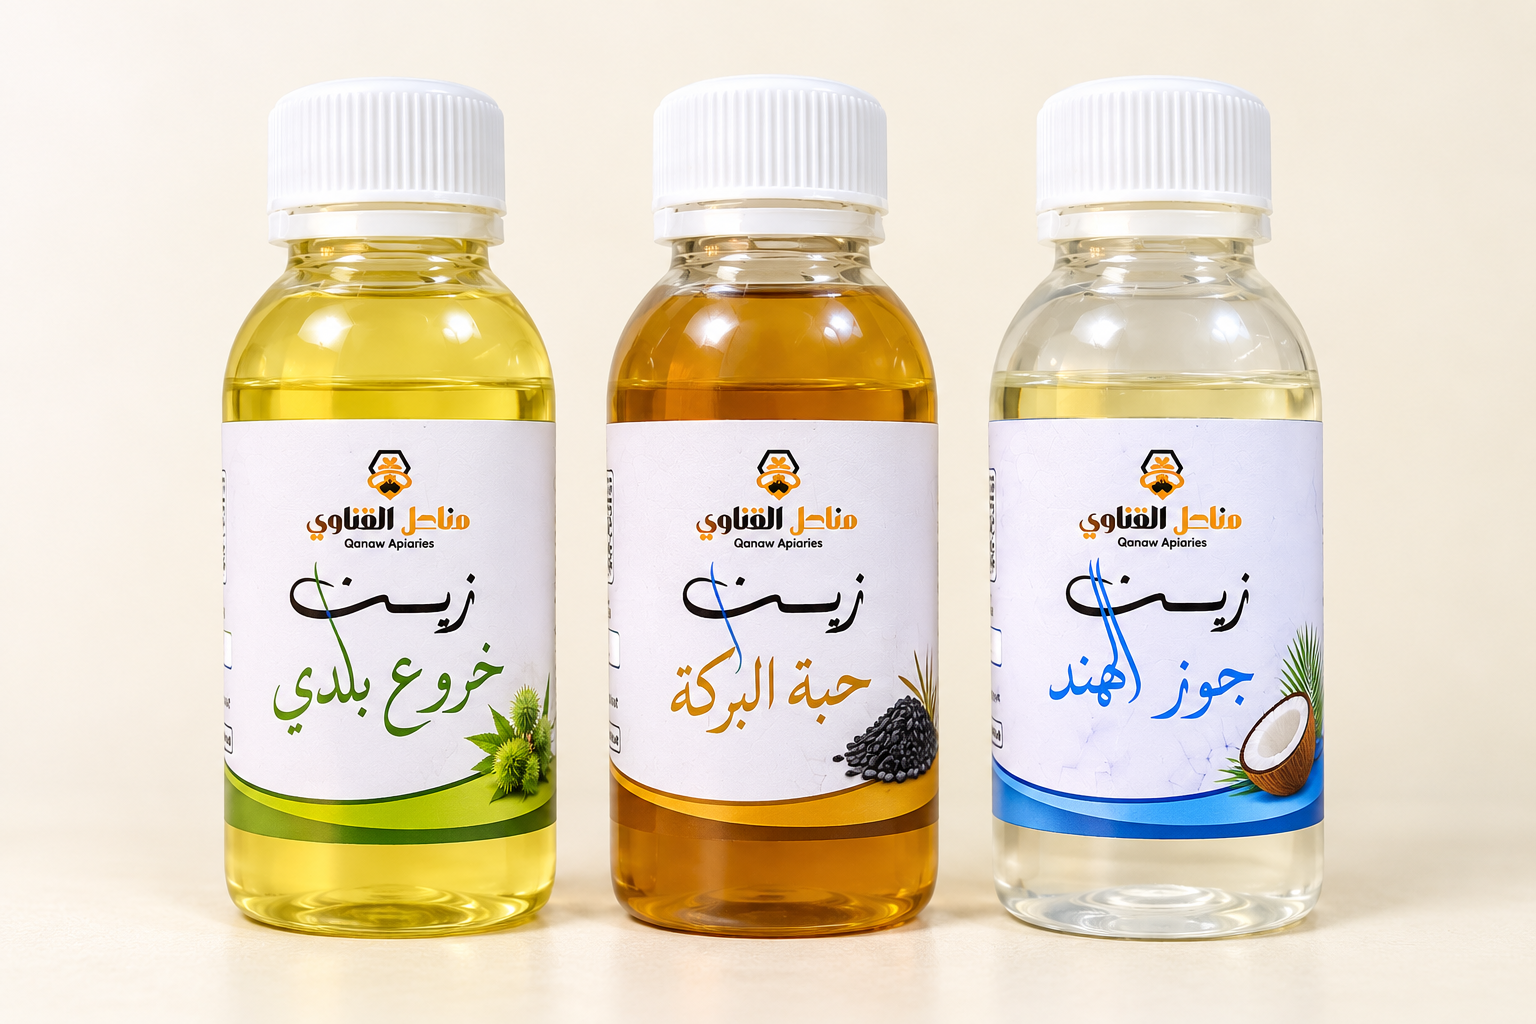 مناحل القناوي
Qanaw Apiaries
زيت
خروع بلدي
مناحل القناوي
Qanaw Apiaries
زيت
حبة البركة
مناحل القناوي
Qanaw Apiaries
زيت
جوز الهند